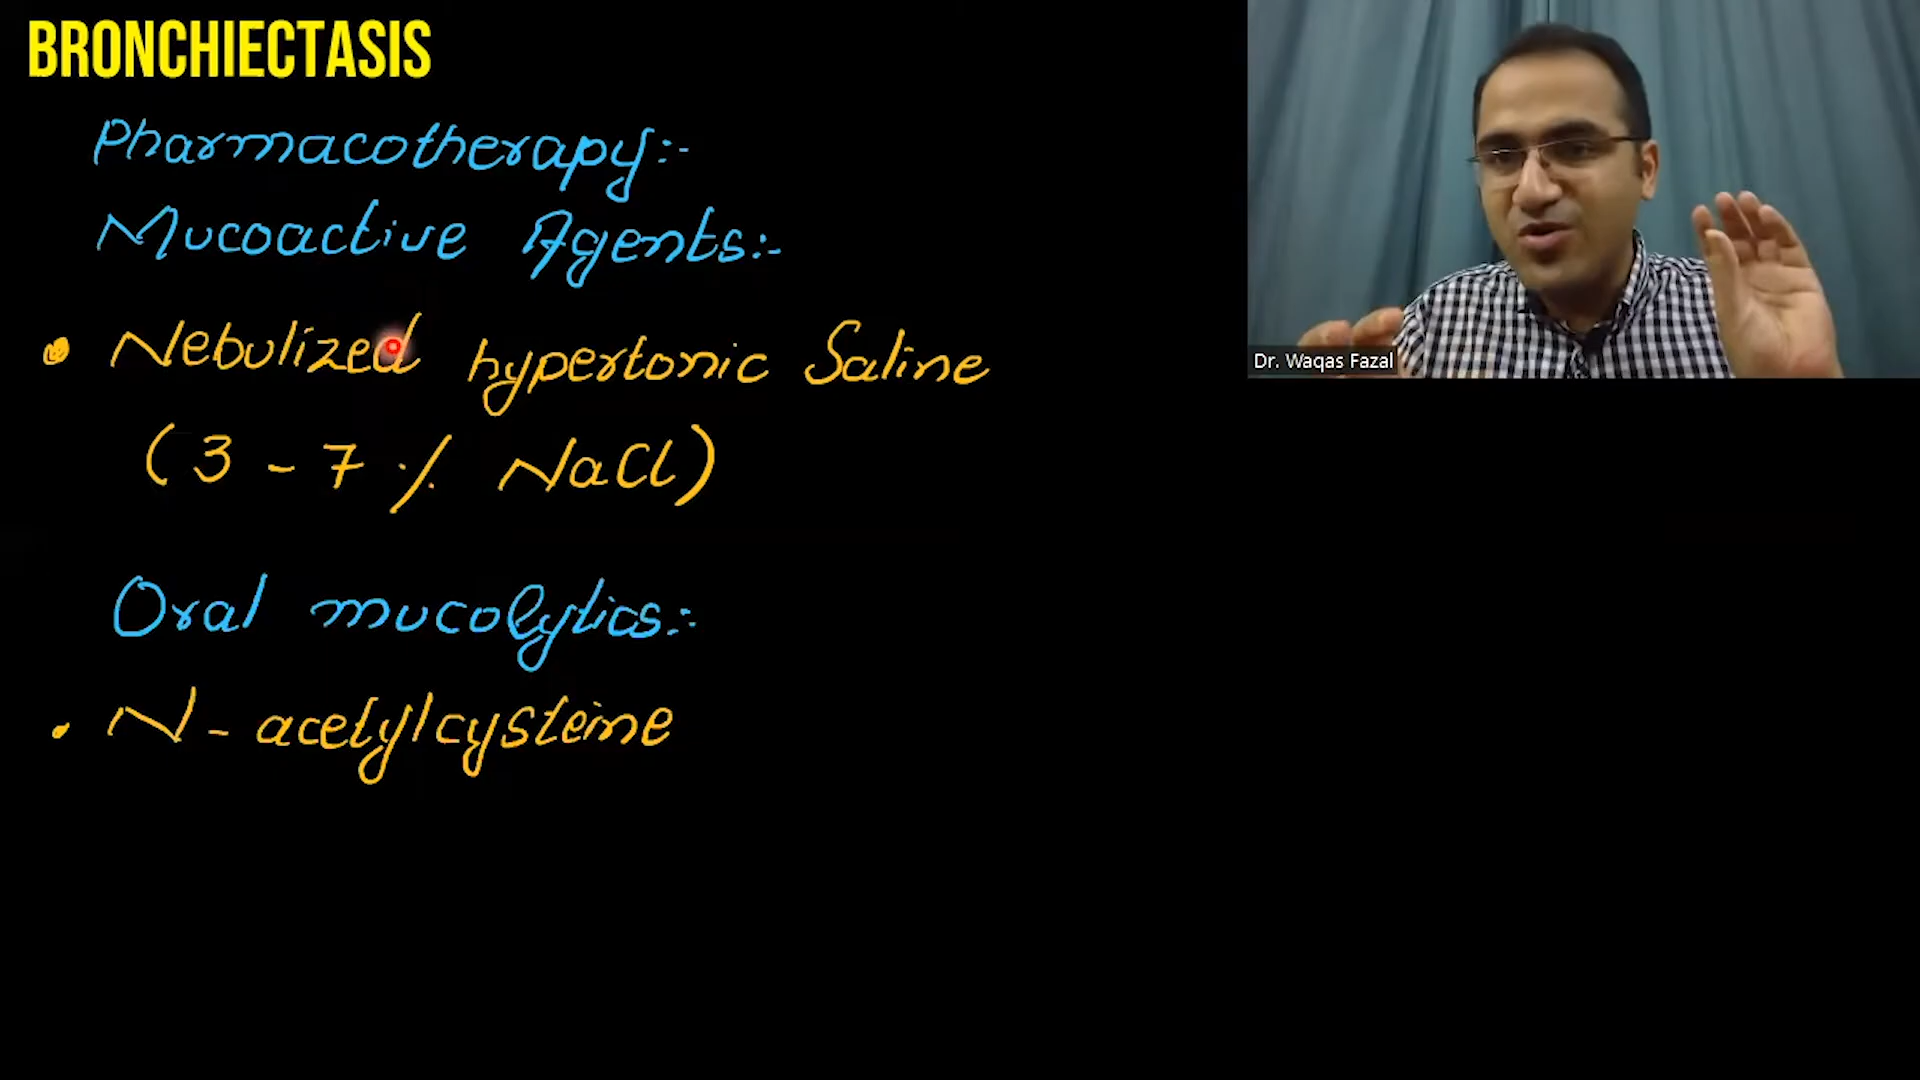 BRONCHIECTASIS
Pharmacotherapy:-
Mucoactive Agents:-
• Nebulized hypertonic Saline
(3 - 7 % NaCl)
Oral mucolytics:-
• N - acetylcysteine
Dr. Waqas Fazal